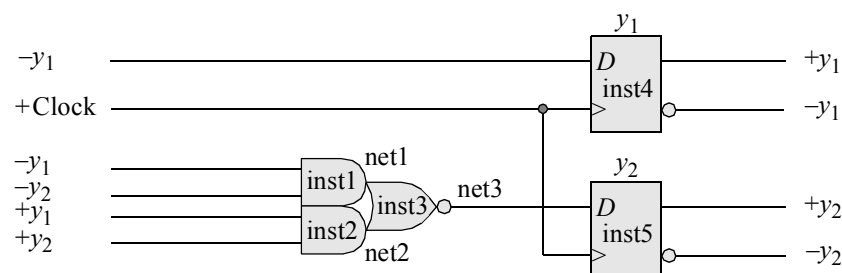 y1
−y1 D +y1
+Clock inst4 −y1
−y1 net1 y2
−y2 inst1 net3
+y1 inst3 D +y2
+y2 inst2 inst5 −y2
net2